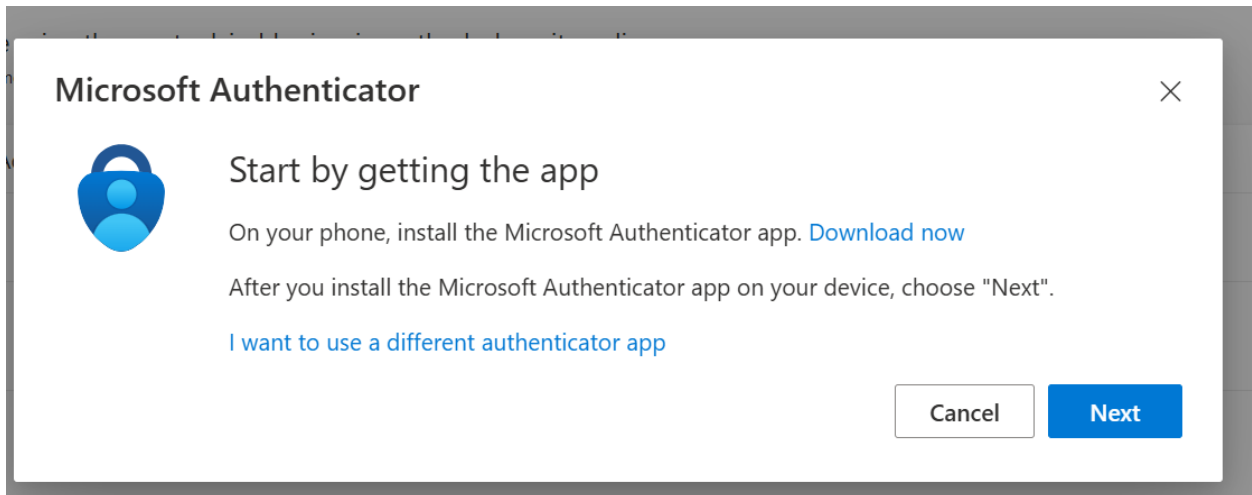 Microsoft Authenticator
Start by getting the app
On your phone, install the Microsoft Authenticator app. Download now
After you install the Microsoft Authenticator app on your device, choose "Next".
I want to use a different authenticator app
Cancel Next